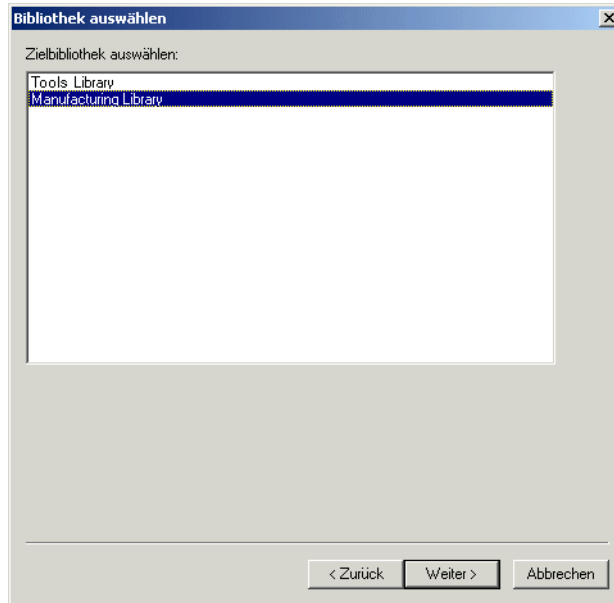 Bibliothek auswählen
Zielbibliothek auswählen:
Tools Library
Manufacturing Library
< Zurück Weiter > Abbrechen